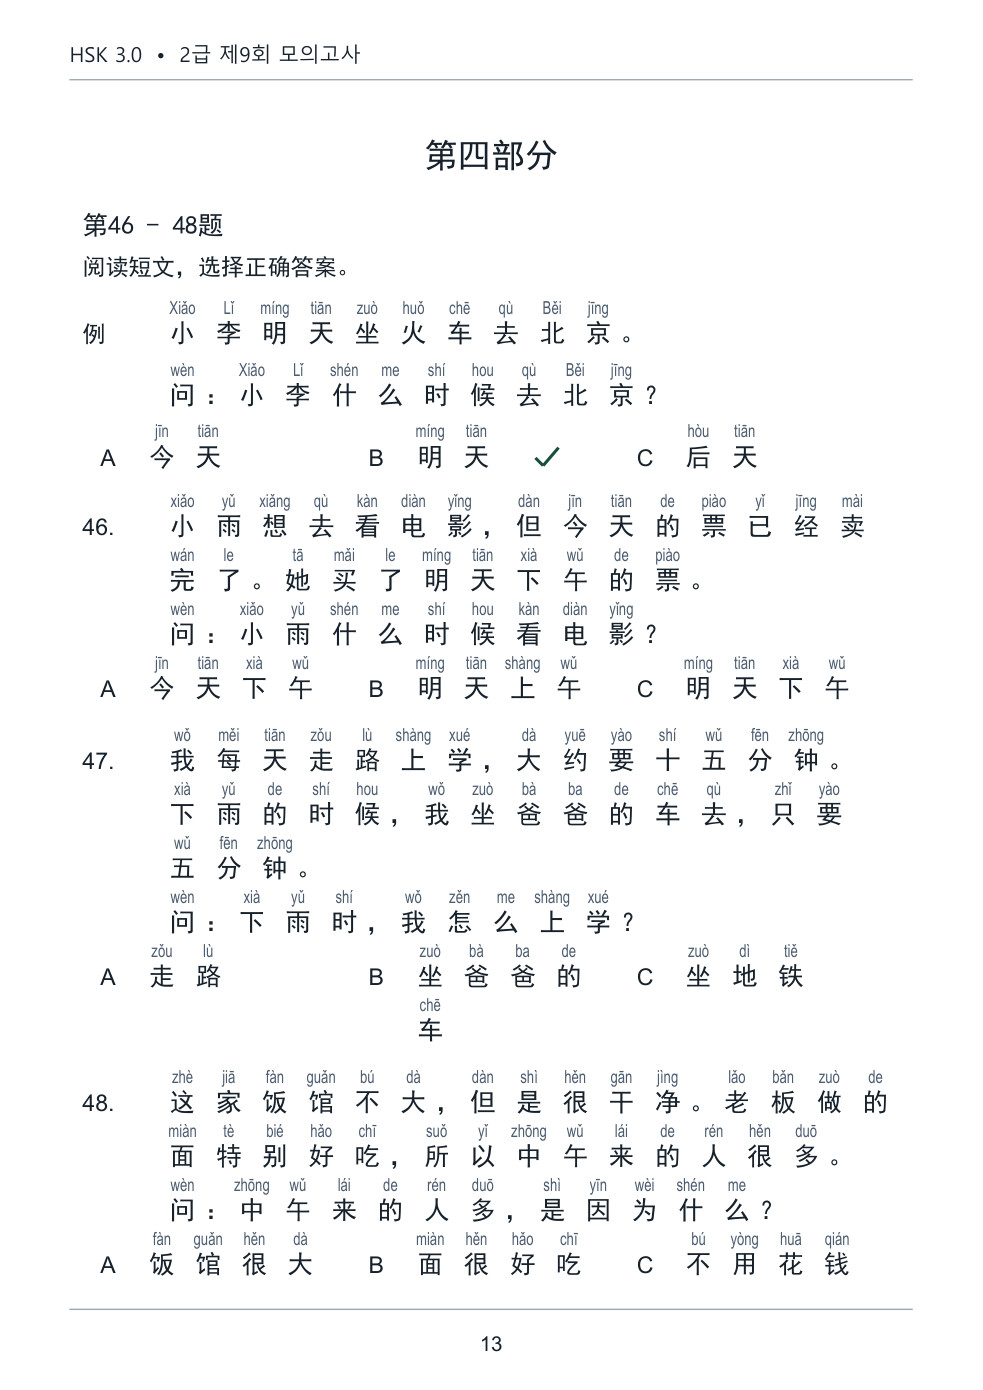 HSK 3.0 • 2급 제9회 모의고사
第四部分
第46 – 48题
阅读短文，选择正确答案。
Xiǎo Lǐ míng tiān zuò huǒ chē qù Běi jīng
例 小李明天坐火车去北京。
wèn Xiǎo Lǐ shén me shí hou qù Běi jīng
问：小李什么时候去北京？
jīn tiān míng tiān hòu tiān
A 今天 B 明天 ✓ C 后天
xiǎo yǔ xiǎng qù kàn diàn yǐng dàn jīn tiān de piào yǐ jīng mài
46. 小雨想去看电影，但今天的票已经卖
wán le tā mǎi le míng tiān xià wǔ de piào
完了。她买了明天下午的票。
wèn xiǎo yǔ shén me shí hou kàn diàn yǐng
问：小雨什么时候看电影？
jīn tiān xià wǔ míng tiān shàng wǔ míng tiān xià wǔ
A 今天下午 B 明天上午 C 明天下午
wǒ měi tiān zǒu lù shàng xué dà yuē yào shí wǔ fēn zhōng
47. 我每天走路上学，大约要十五分钟。
xià yǔ de shí hou wǒ zuò bà ba de chē qù zhǐ yào
下雨的时候，我坐爸爸的车去，只要
wǔ fēn zhōng
五分钟。
wèn xià yǔ shí wǒ zěn me shàng xué
问：下雨时，我怎么上学？
zǒu lù zuò bà ba de zuò dì tiě
A 走路 B 坐爸爸的 C 坐地铁
chē
车
zhè jiā fàn guǎn bú dà dàn shì hěn gān jìng lǎo bǎn zuò de
48. 这家饭馆不大，但是很干净。老板做的
miàn tè bié hǎo chī suǒ yǐ zhōng wǔ lái de rén hěn duō
面特别好吃，所以中午来的人很多。
wèn zhōng wǔ lái de rén duō shì yīn wèi shén me
问：中午来的人多，是因为什么？
fàn guǎn hěn dà miàn hěn hǎo chī bú yòng huā qián
A 饭馆很大 B 面很好吃 C 不用花钱
13